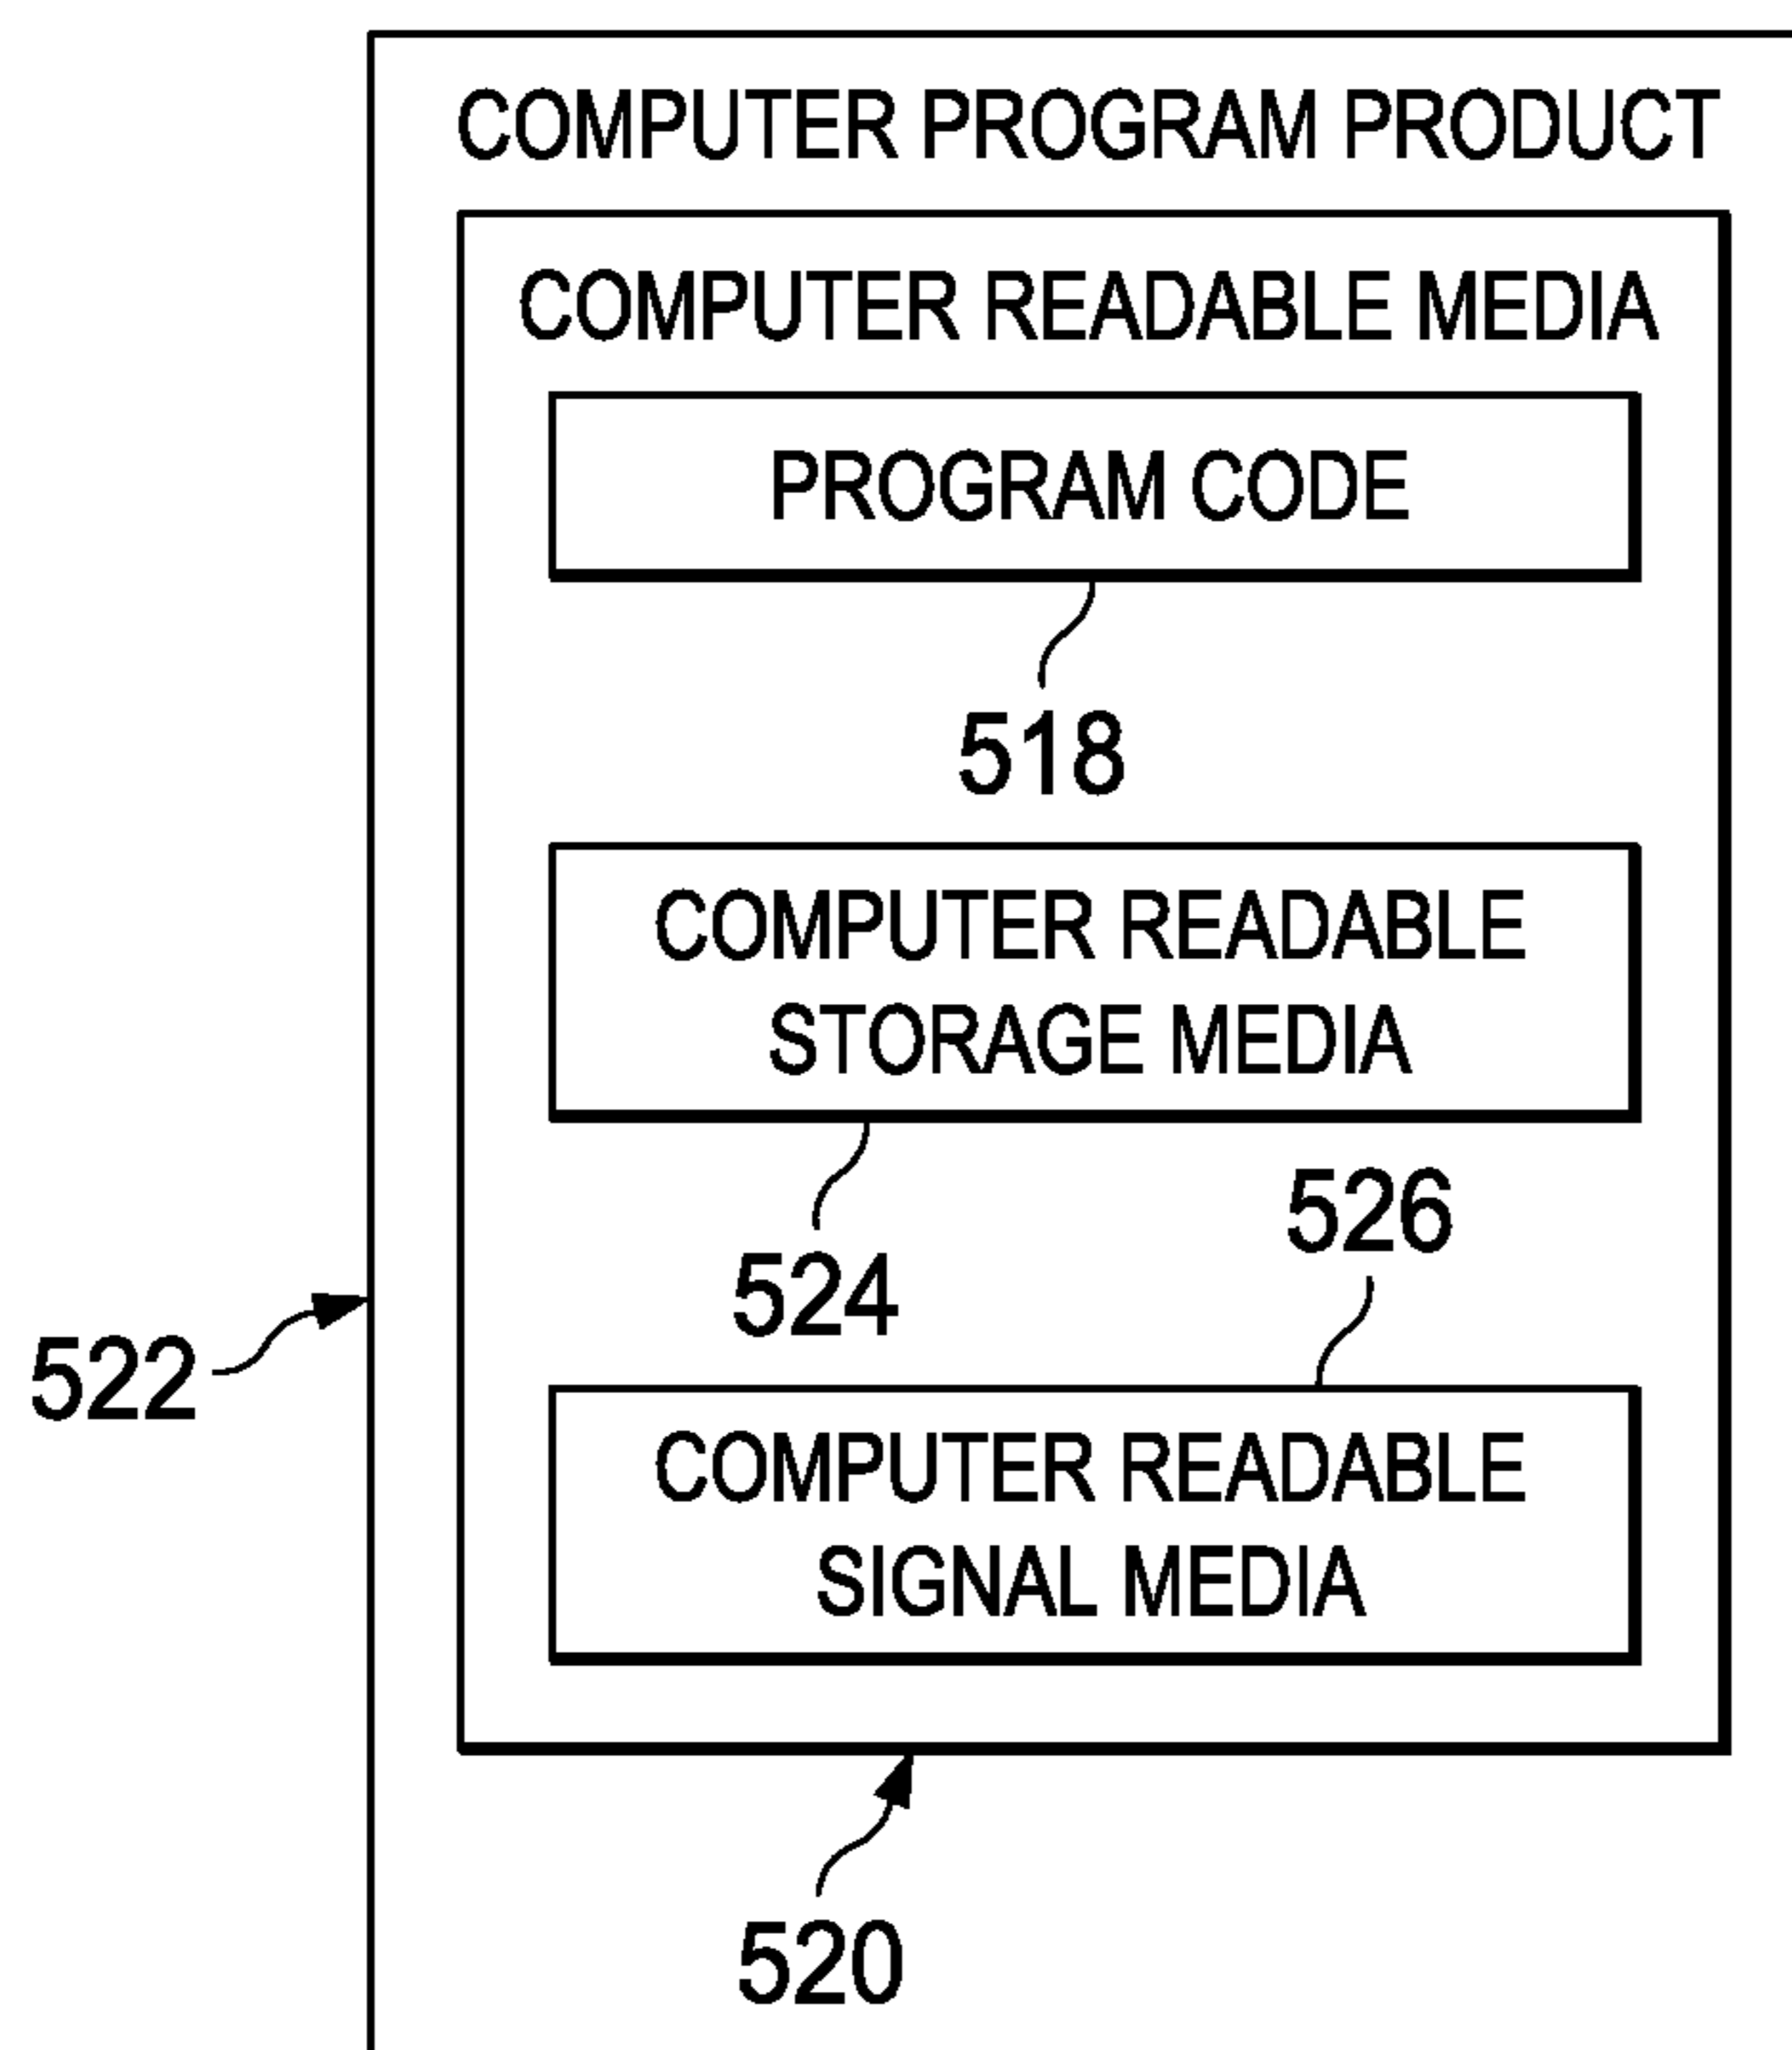 COMPUTER PROGRAM PRODUCT
COMPUTER READABLE MEDIA
PROGRAM CODE
518
COMPUTER READABLE
STORAGE MEDIA
526
524
522
COMPUTER READABLE
SIGNAL MEDIA
520